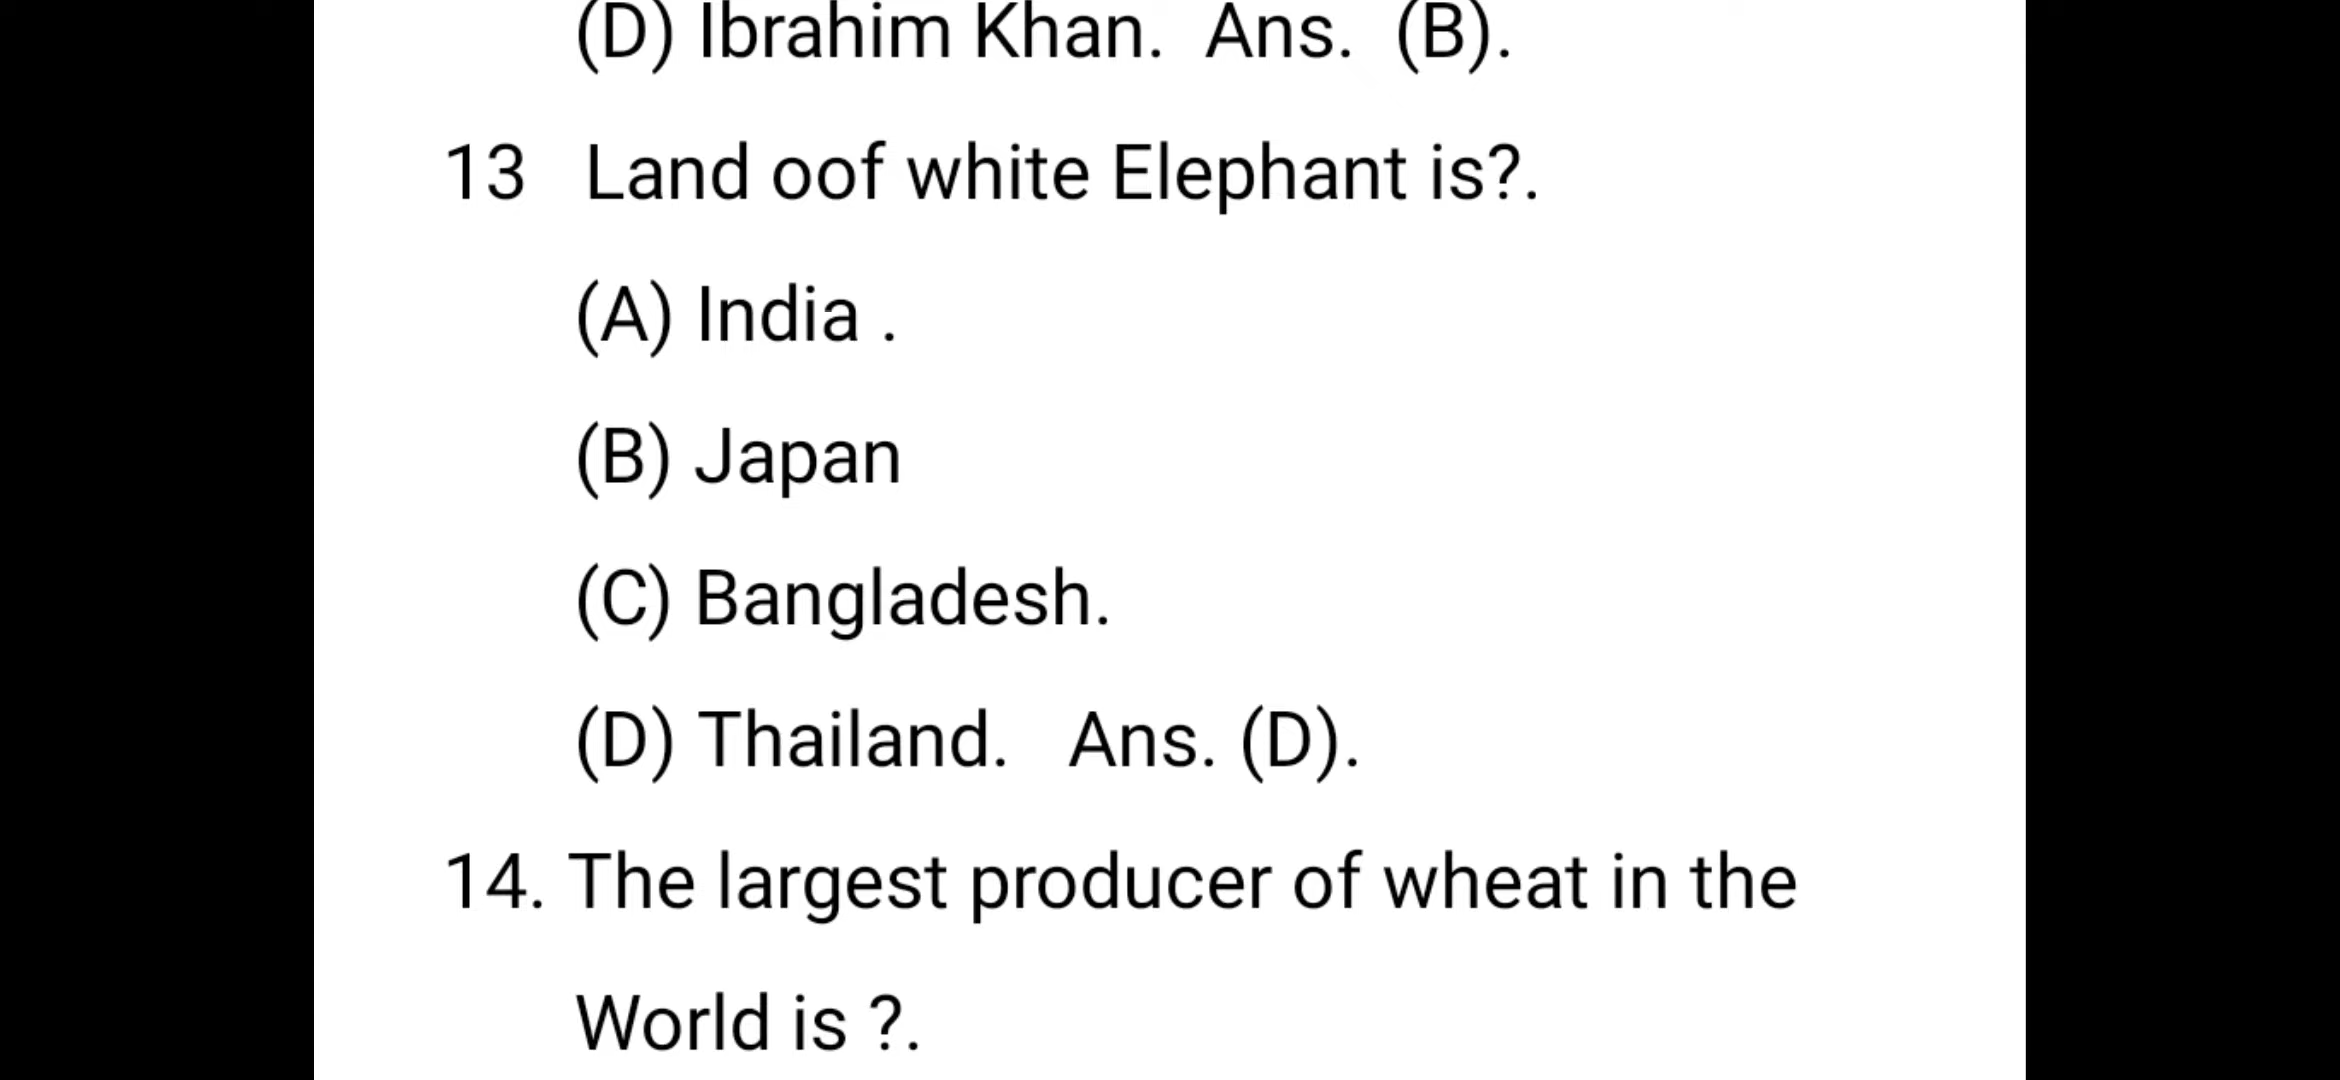 (D) Ibrahim Khan. Ans. (B).
13 Land oof white Elephant is?.
(A) India .
(B) Japan
(C) Bangladesh.
(D) Thailand. Ans. (D).
14. The largest producer of wheat in the
World is ?.